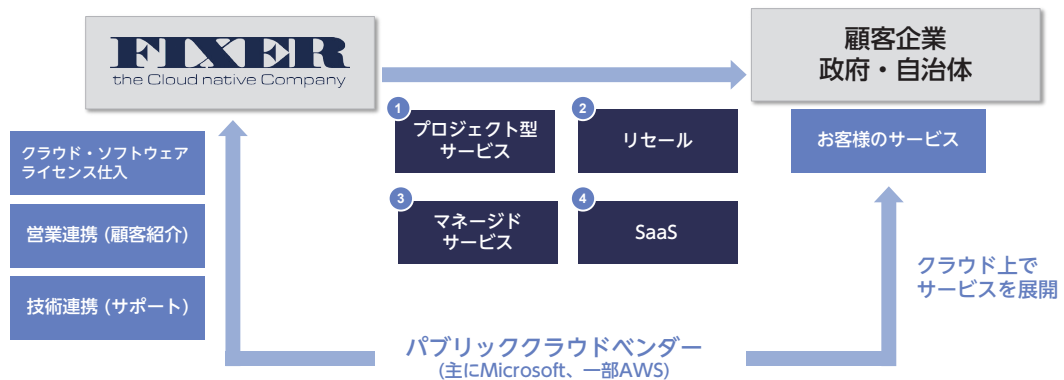 FIXER
the Cloud native Company
顧客企業
政府・自治体
1
プロジェクト型
サービス
2
リセール
お客様のサービス
クラウド・ソフトウェア
ライセンス仕入
3
マネージド
サービス
4
SaaS
営業連携 (顧客紹介)
技術連携 (サポート)
クラウド上で
サービスを展開
パブリッククラウドベンダー
(主にMicrosoft、一部AWS)